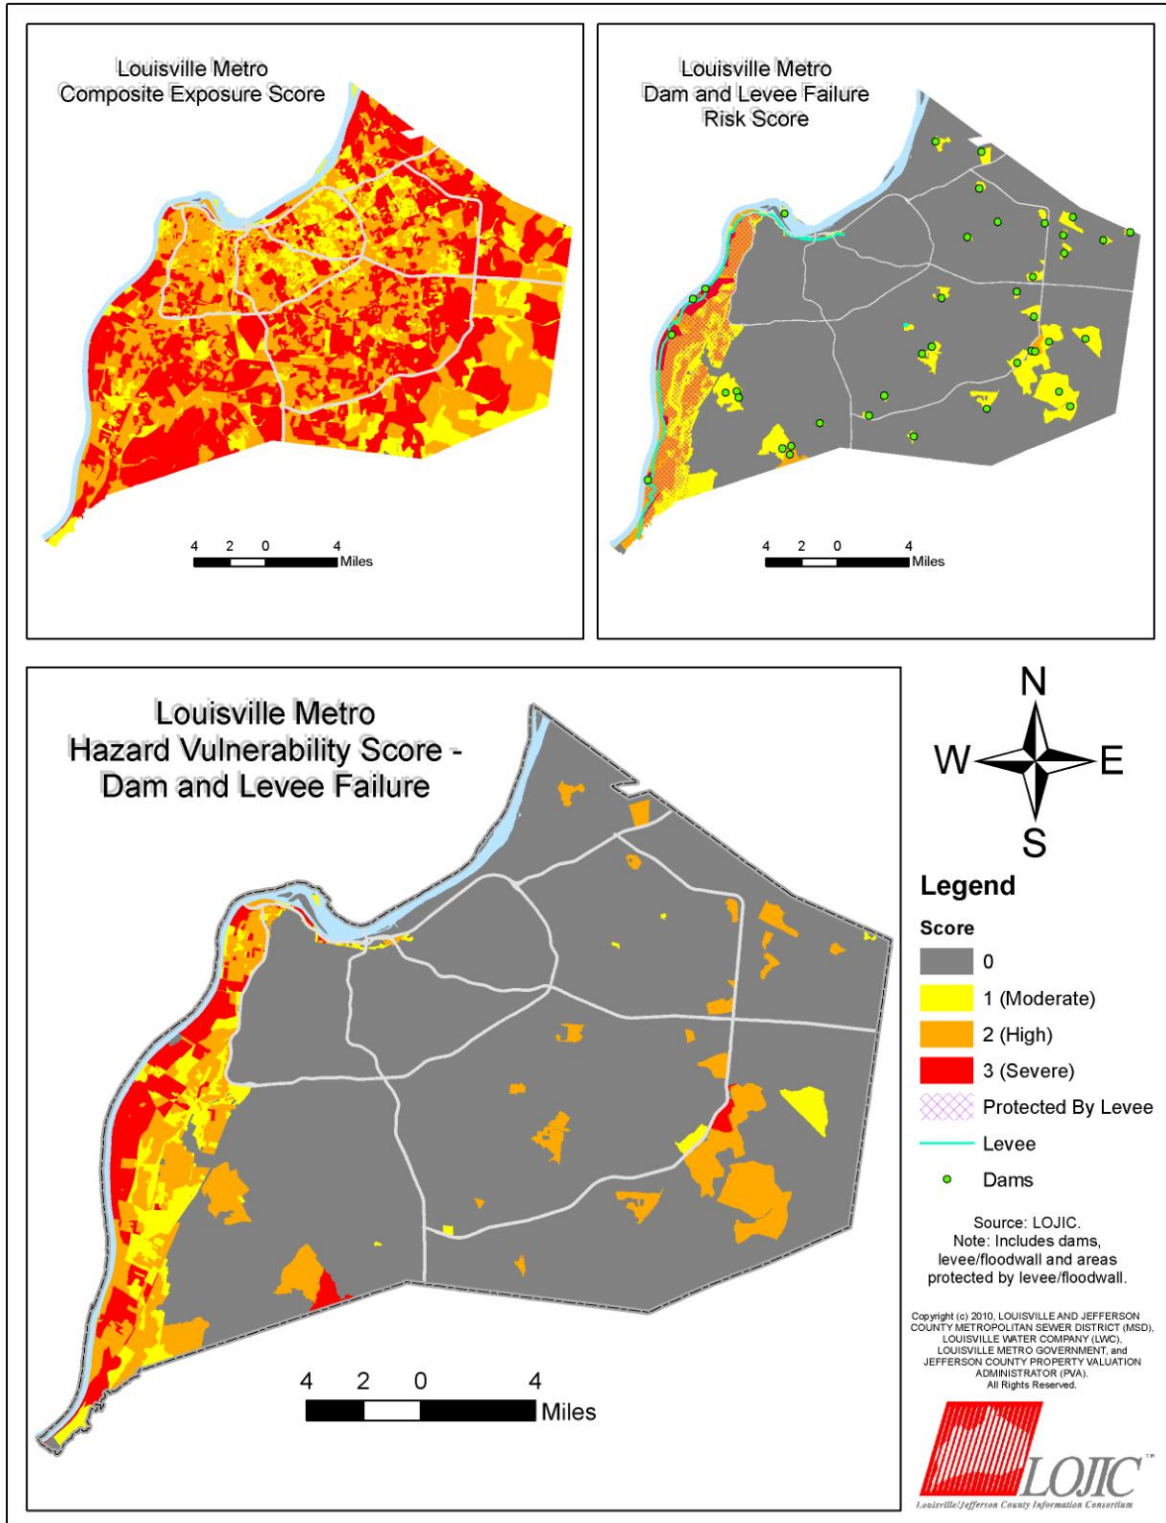 Louisville Metro
Composite Exposure Score
4 2 0 4
Miles
Louisville Metro
Dam and Levee Failure
Risk Score
4 2 0 4
Miles
Louisville Metro
Hazard Vulnerability Score -
Dam and Levee Failure
4 2 0 4
Miles
N
W E
S
Legend
Score
0
1 (Moderate)
2 (High)
3 (Severe)
Protected By Levee
Levee
Dams
Source: LOJIC.
Note: Includes dams,
levee/floodwall and areas
protected by levee/floodwall.
Copyright (c) 2010, LOUISVILLE AND JEFFERSON
COUNTY METROPOLITAN SEWER DISTRICT (MSD),
LOUISVILLE WATER COMPANY (LWC),
LOUISVILLE METRO GOVERNMENT, and
JEFFERSON COUNTY PROPERTY VALUATION
ADMINISTRATOR (PVA).
All Rights Reserved.
LOJIC™
Louisville/Jefferson County Information Consortium